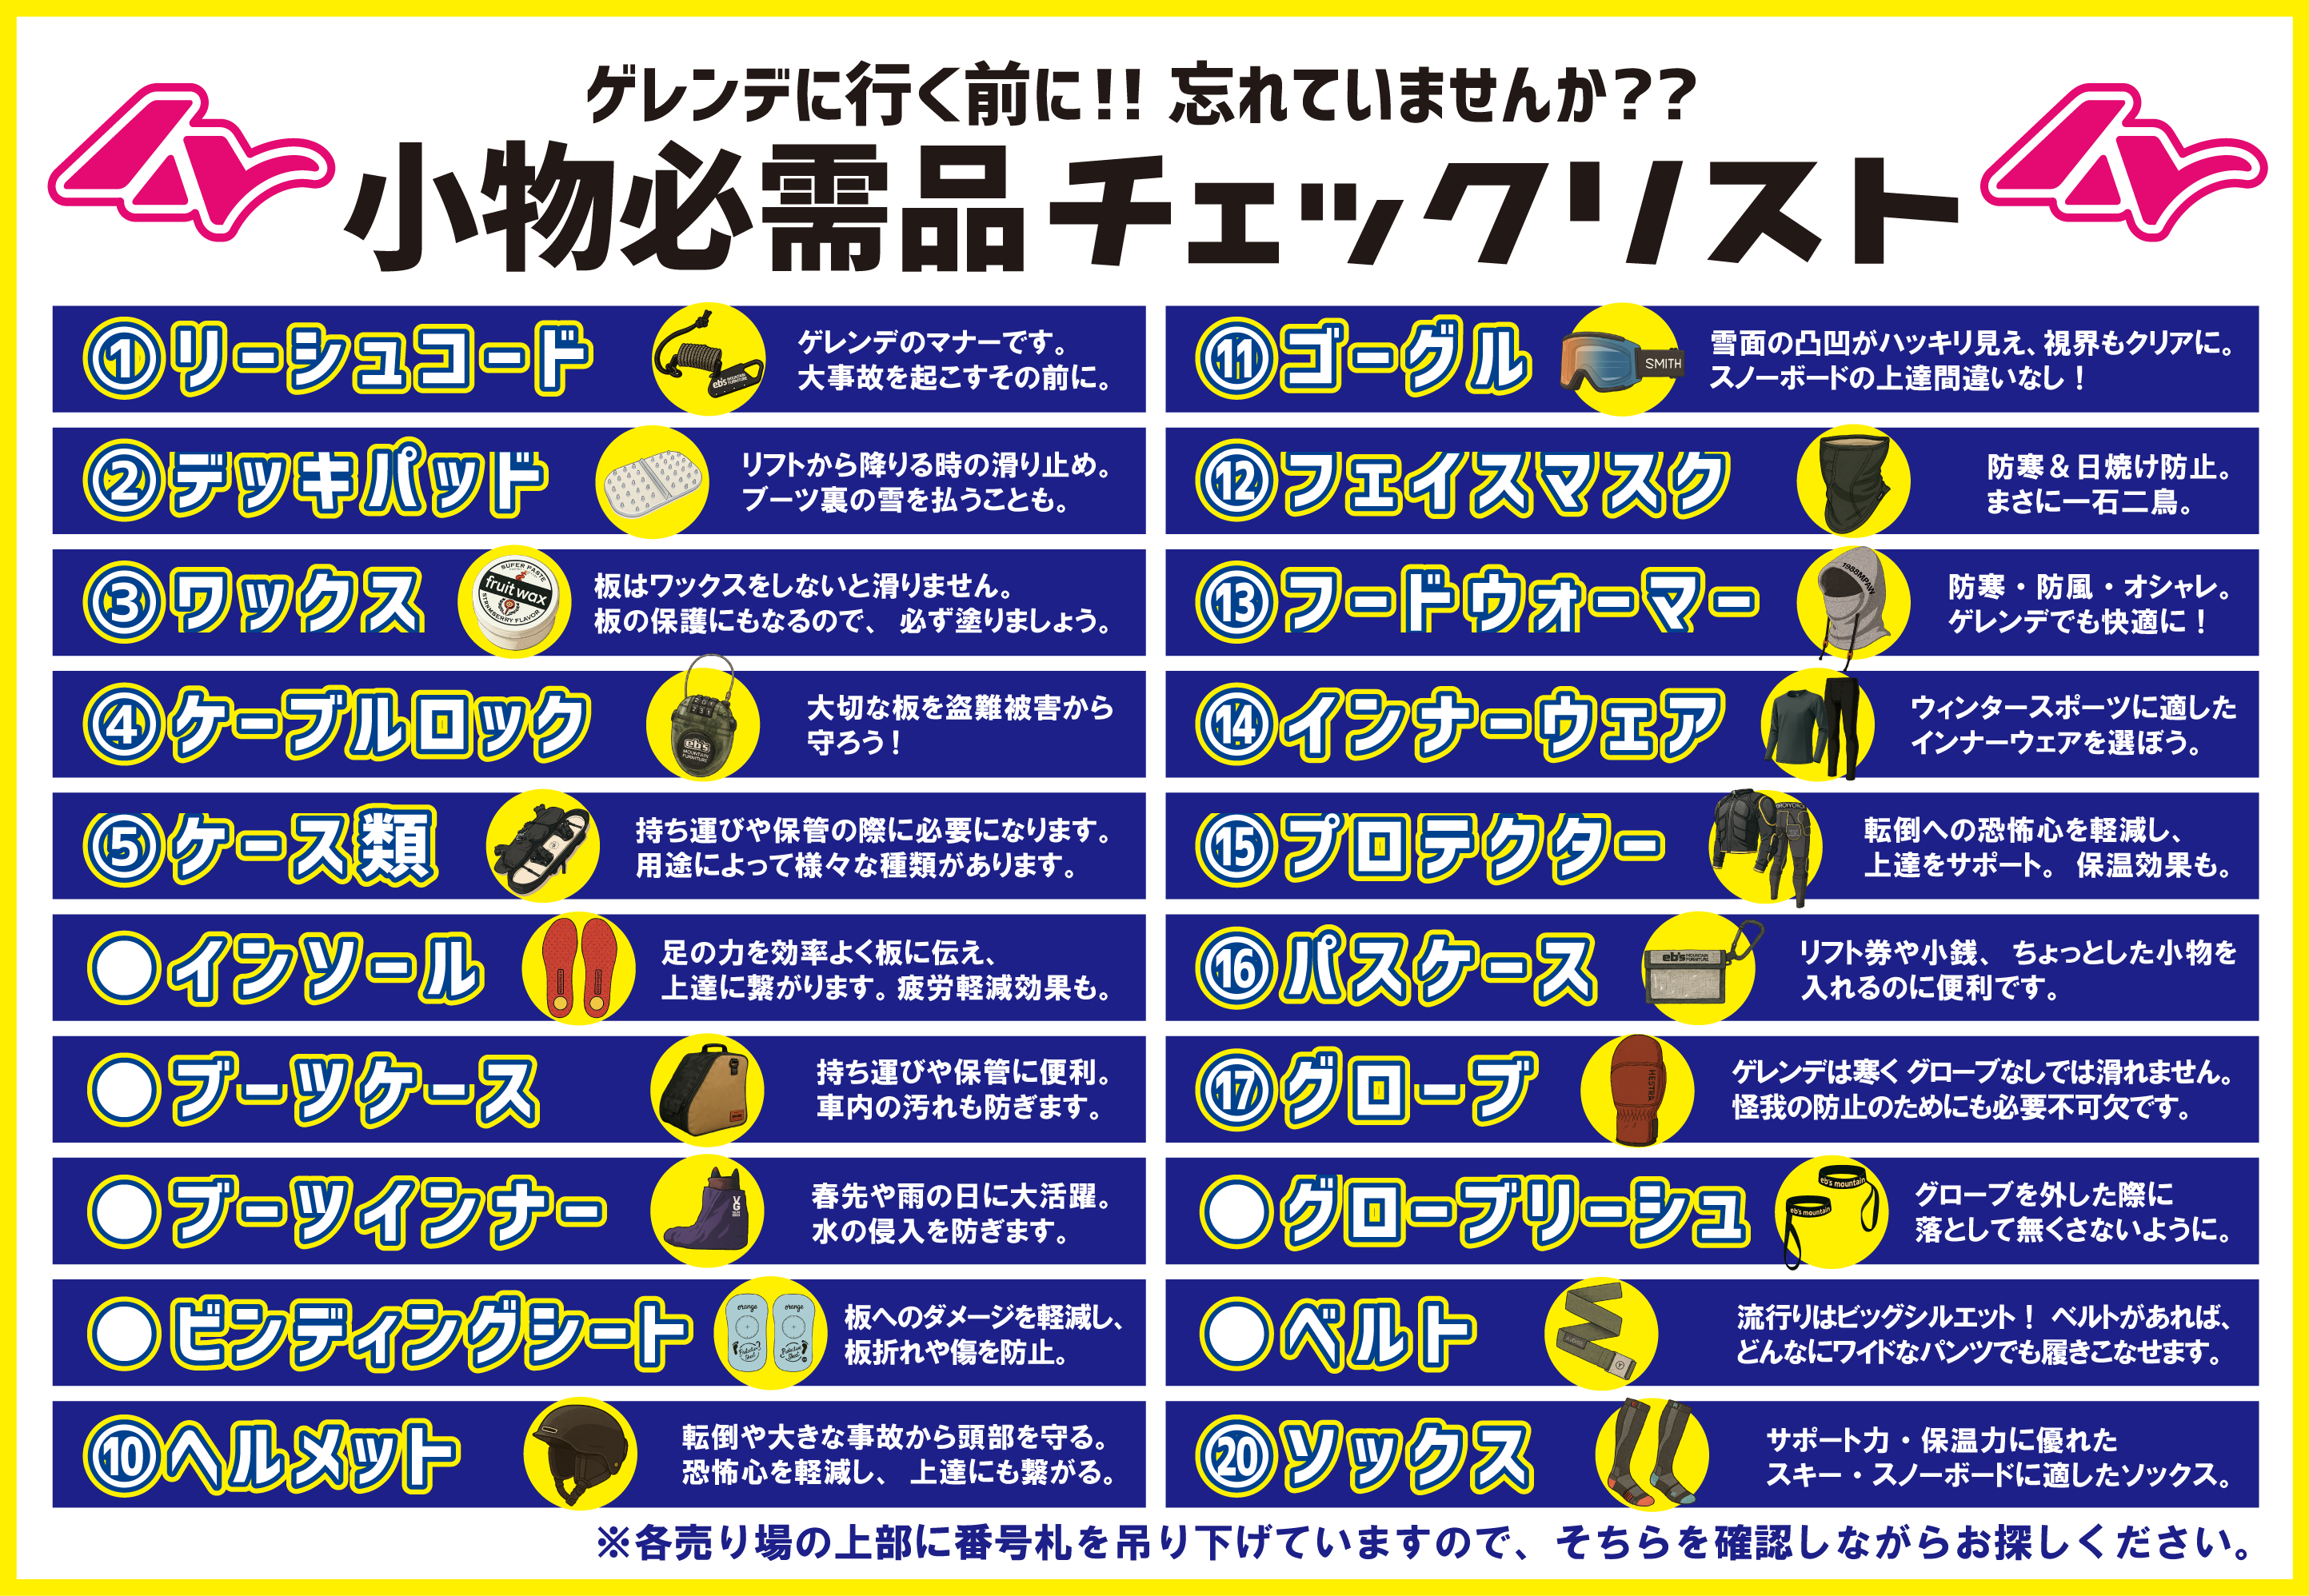 ゲレンデに行く前に!! 忘れていませんか??
小物必需品チェックリスト
①リーシュコード
ゲレンデのマナーです。
大事故を起こすその前に。
eb's MOUNTAIN FURNITURE
②デッキパッド
リフトから降りる時の滑り止め。
ブーツ裏の雪を払うことも。
③ワックス
SUFER PASTE
fruit wax
STRAWBERRY FLAVOR
板はワックスをしないと滑りません。
板の保護にもなるので、必ず塗りましょう。
④ケーブルロック
eb's
MOUNTAIN
FURNITURE
大切な板を盗難被害から
守ろう！
⑤ケース類
持ち運びや保管の際に必要になります。
用途によって様々な種類があります。
●インソール
足の力を効率よく板に伝え、
上達に繋がります。疲労軽減効果も。
●ブーツケース
持ち運びや保管に便利。
車内の汚れも防ぎます。
●ブーツインナー
VG
春先や雨の日に大活躍。
水の侵入を防ぎます。
●ビンディングシート
orange orange
板へのダメージを軽減し、
板折れや傷を防止。
⑩ヘルメット
転倒や大きな事故から頭部を守る。
恐怖心を軽減し、上達にも繋がる。
⑪ゴーグル
SMITH
雪面の凸凹がハッキリ見え、視界もクリアに。
スノーボードの上達間違いなし！
⑫フェイスマスク
防寒＆日焼け防止。
まさに一石二鳥。
⑬フードウォーマー
1985MPAW
防寒・防風・オシャレ。
ゲレンデでも快適に！
⑭インナーウェア
ウィンタースポーツに適した
インナーウェアを選ぼう。
⑮プロテクター
転倒への恐怖心を軽減し、
上達をサポート。保温効果も。
⑯パスケース
eb's MOUNTAIN FURNITURE
リフト券や小銭、ちょっとした小物を
入れるのに便利です。
⑰グローブ
HESTRA
ゲレンデは寒く グローブなしでは滑れません。
怪我の防止のためにも必要不可欠です。
●グローブリーシュ
eb's mountain
eb's mountain
グローブを外した際に
落として無くさないように。
●ベルト
流行りはビッグシルエット！ ベルトがあれば、
どんなにワイドなパンツでも履きこなせます。
⑳ソックス
サポート力・保温力に優れた
スキー・スノーボードに適したソックス。
※各売り場の上部に番号札を吊り下げていますので、そちらを確認しながらお探しください。